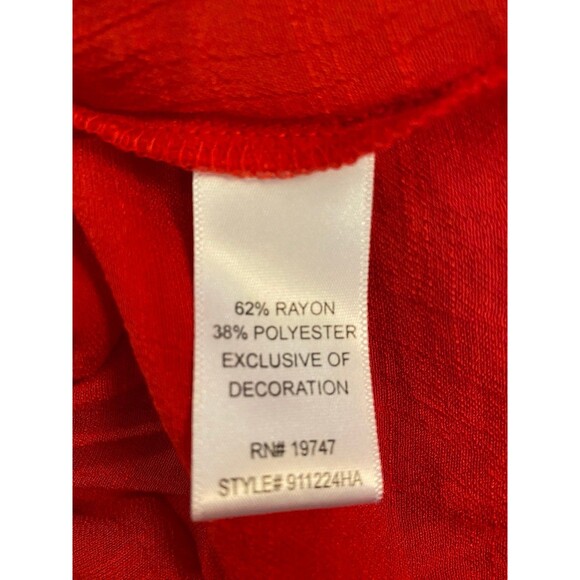 62% RAYON
38% POLYESTER
EXCLUSIVE OF
DECORATION
RN# 19747
STYLE# 911224HA